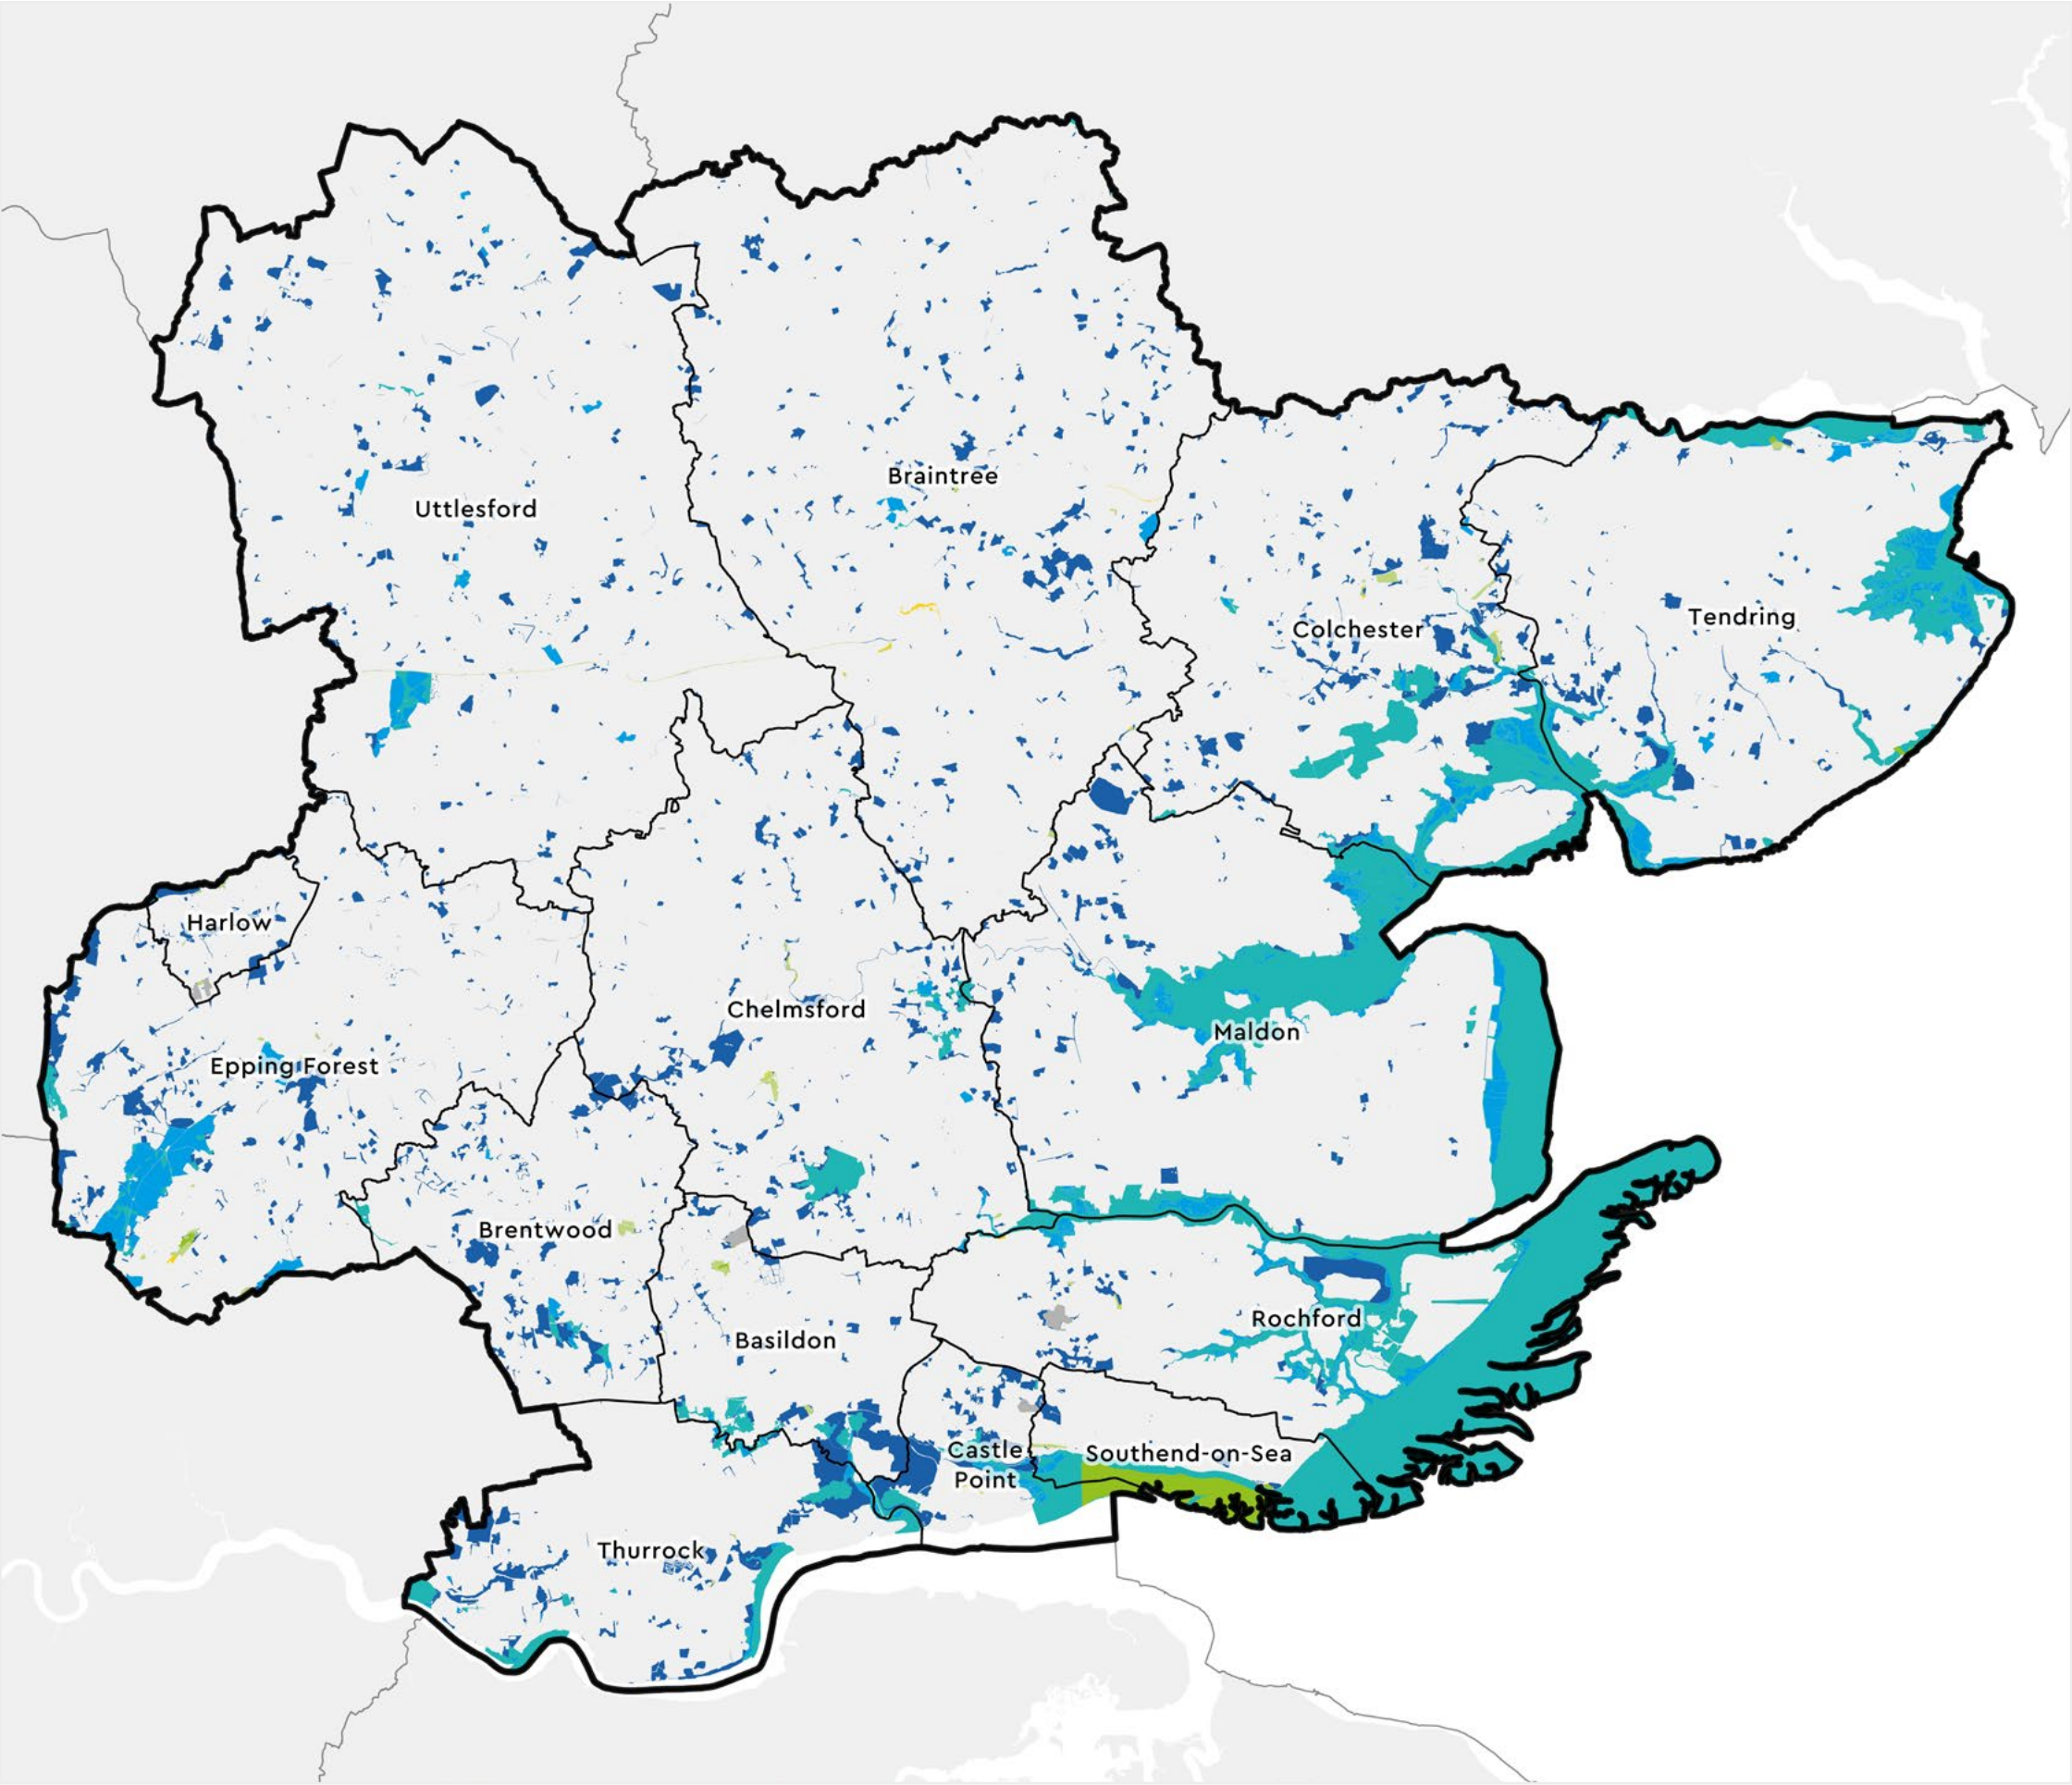 Braintree
Uttlesford
Tendring
Colchester
Harlow
Chelmsford
Maldon
Epping Forest
Brentwood
Rochford
Basildon
Castle
Point
Southend-on-Sea
Thurrock